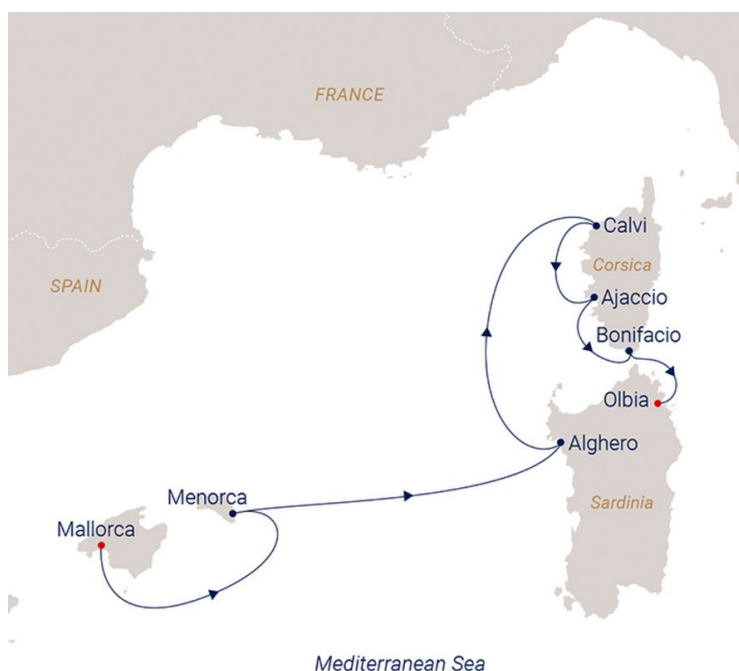 FRANCE
Calvi
Corsica
SPAIN
Ajaccio
Bonifacio
Olbia
Alghero
Menorca
Sardinia
Mallorca
Mediterranean Sea